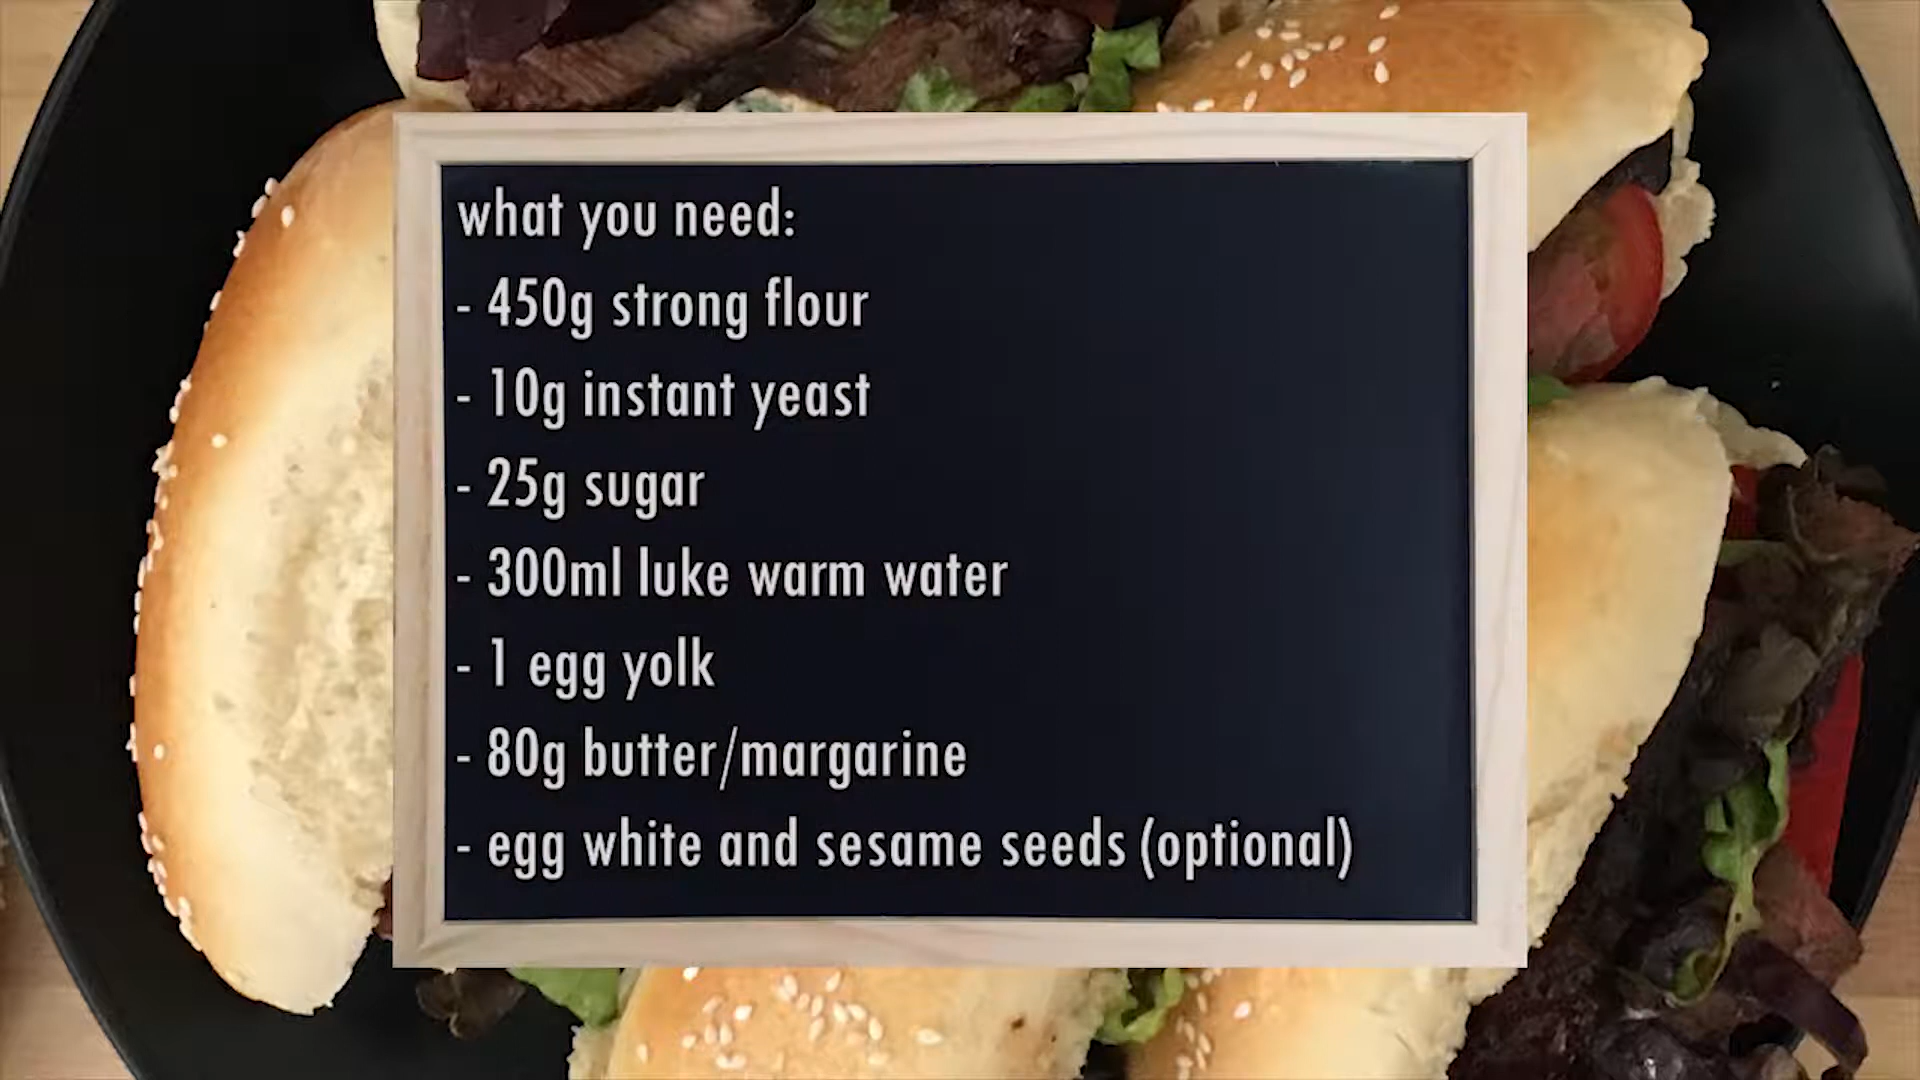 what you need:
- 450g strong flour
- 10g instant yeast
- 25g sugar
- 300ml luke warm water
- 1 egg yolk
- 80g butter/margarine
- egg white and sesame seeds (optional)